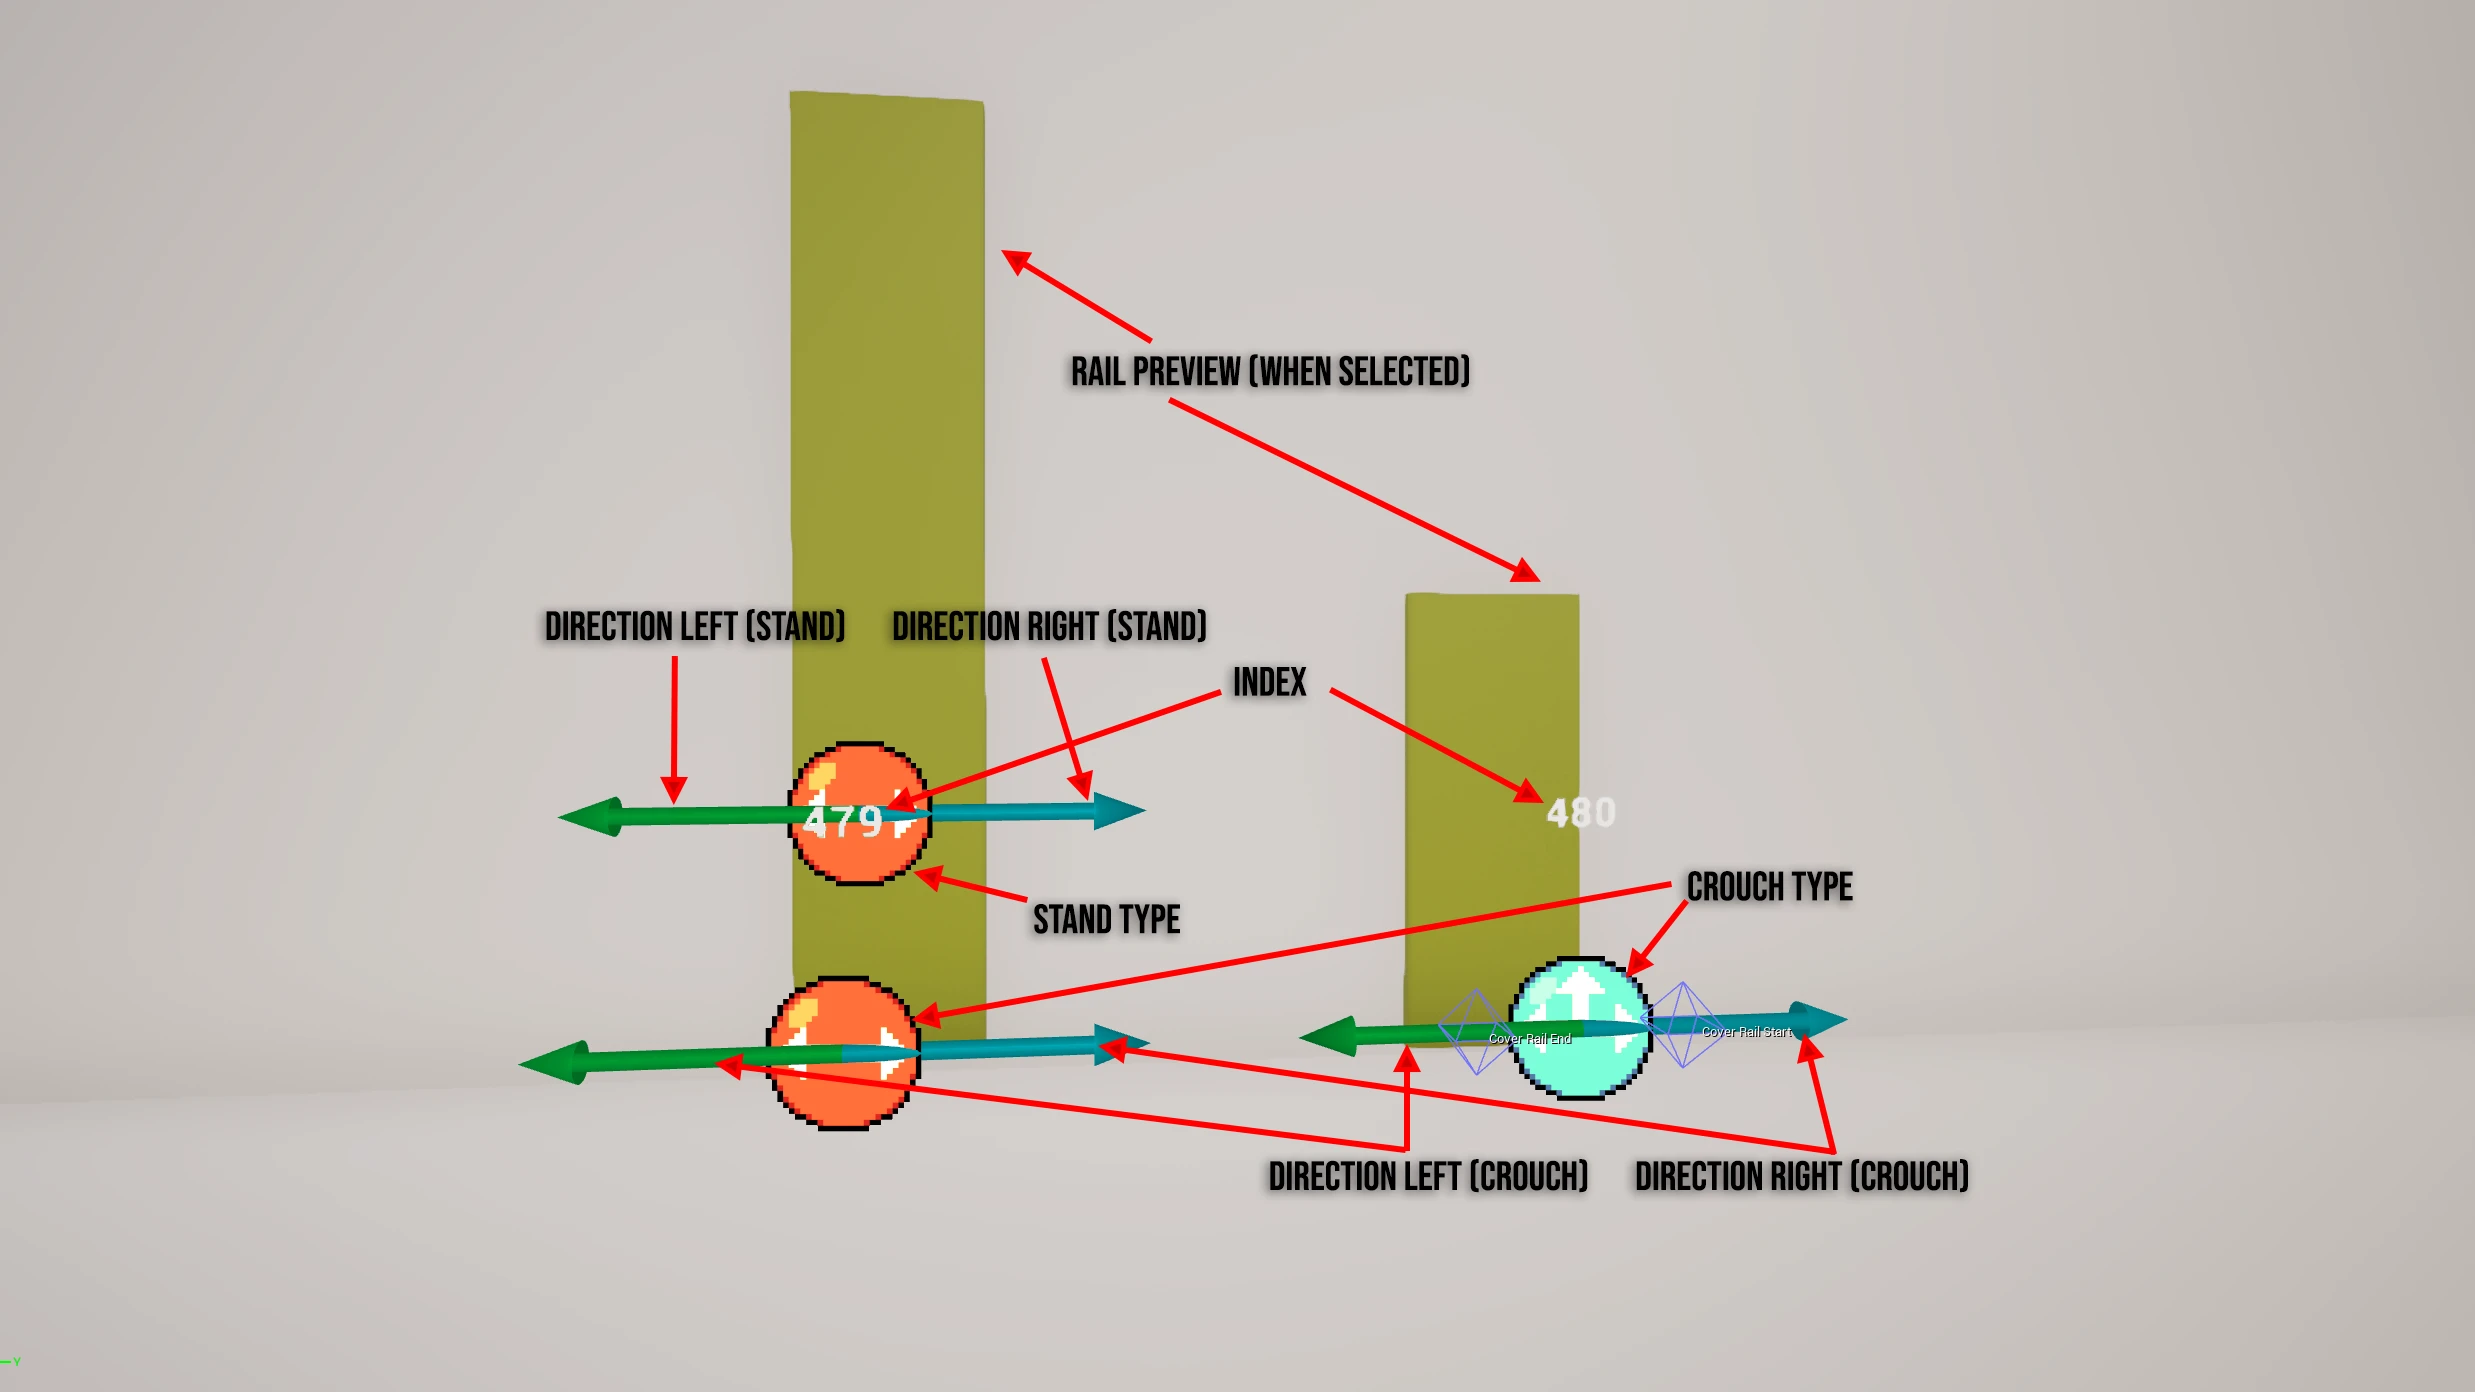 RAIL PREVIEW (WHEN SELECTED)
DIRECTION LEFT (STAND)
DIRECTION RIGHT (STAND)
INDEX
479
480
CROUCH TYPE
STAND TYPE
Cover Rail End
Cover Rail Start
DIRECTION LEFT (CROUCH)
DIRECTION RIGHT (CROUCH)
Y